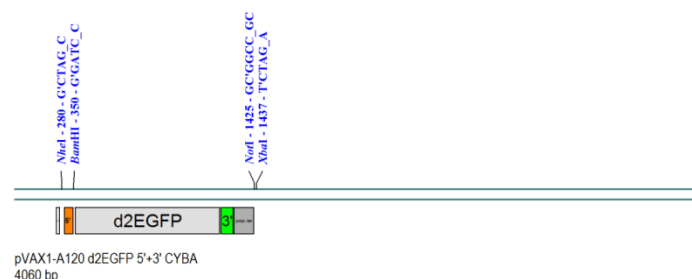 NheI - 280 - G'CTAG_C
BamHI - 350 - G'GATC_C
NotI - 1425 - GC'GGCC_GC
XbaI - 1437 - T'CTAG_A
5'
d2EGFP
3'
pVAX1-A120 d2EGFP 5'+3' CYBA
4060 bp